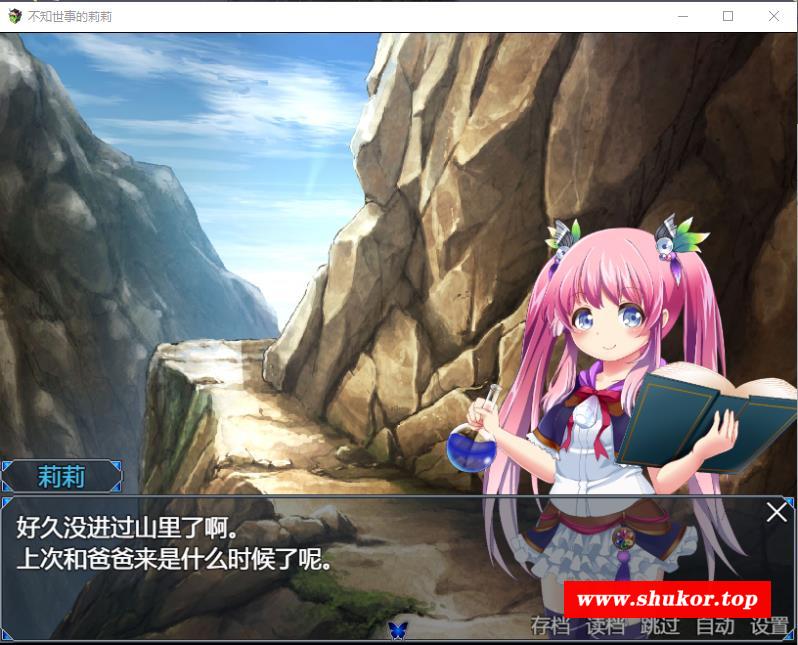 不知世事的莉莉
莉莉
好久没进过山里了啊。
上次和爸爸来是什么时候了呢。
www.shukor.top
存档 读档 跳过 自动 设置